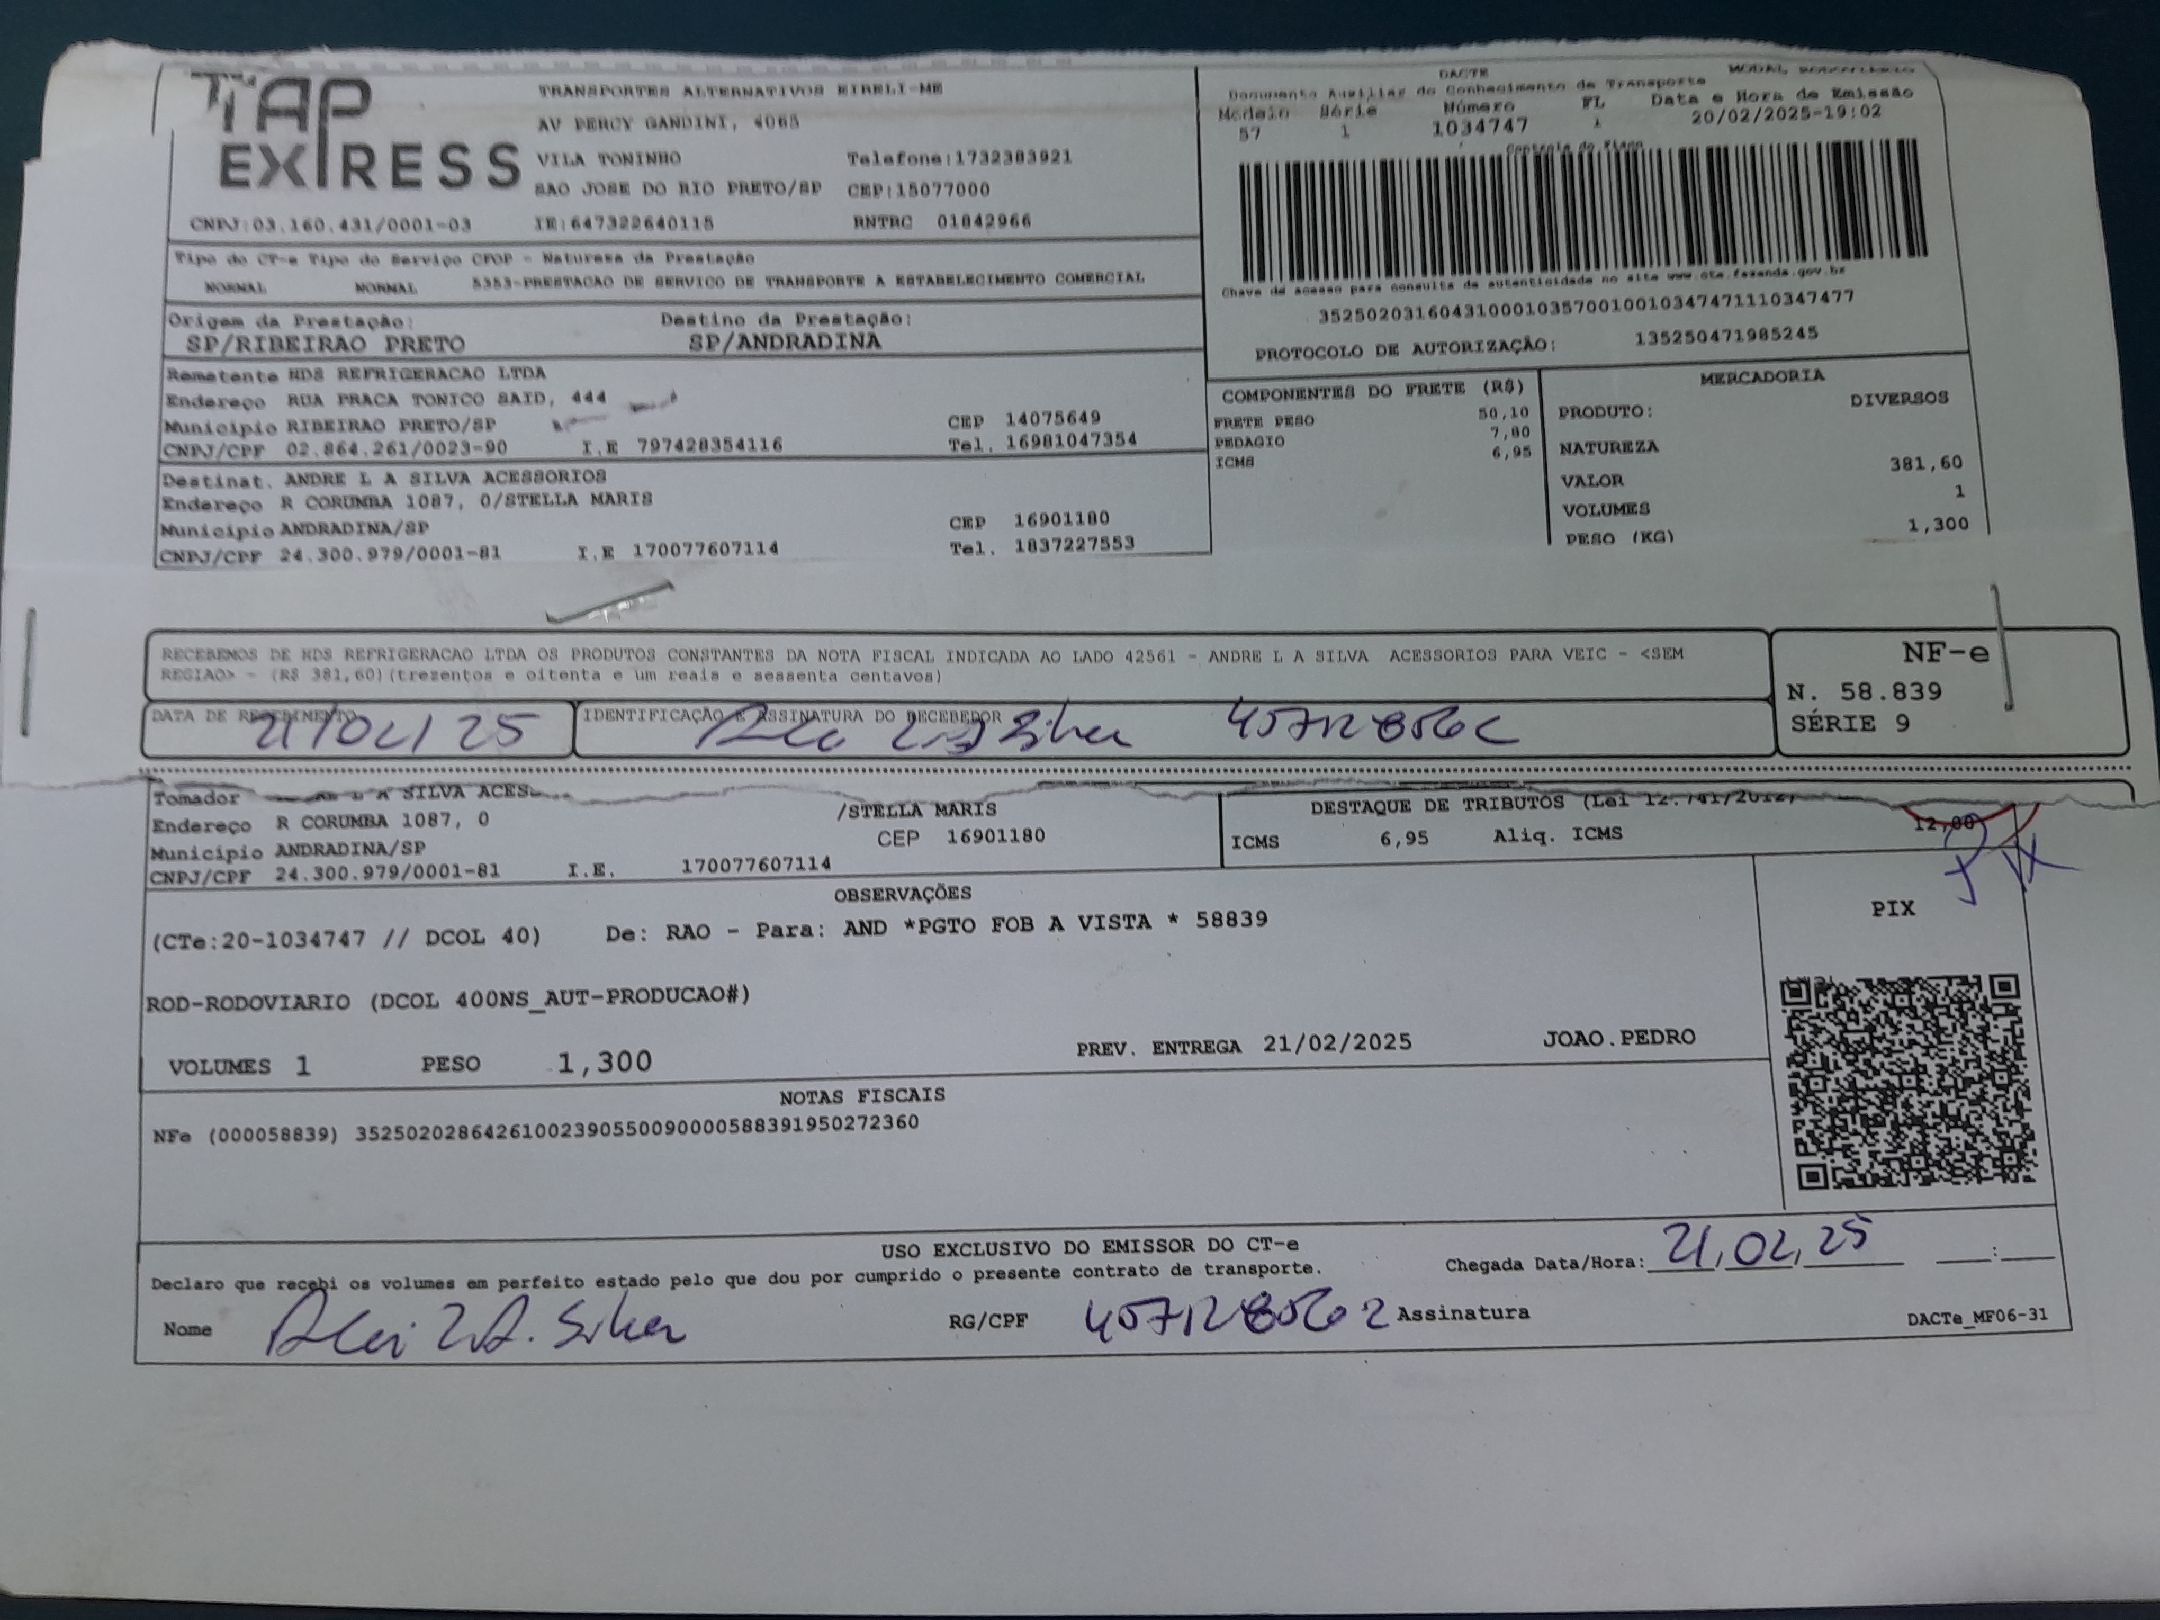 TAP EXPRESS
TRANSPORTES ALTERNATIVOS EIRELI-ME
AV PERCY GANDINI, 4065
VILA TONINHO Telefone:1732383921
SAO JOSE DO RIO PRETO/SP CEP:15077000
CNPJ:03.160.431/0001-03 IE:647322640115 RNTRC 01842966
DACTE MODAL RODOVIARIO
Documento Auxiliar do Conhecimento de Transporte
Modelo Série Número FL Data e Hora de Emissão
57 1 1034747 1 20/02/2025-19:02
Controle do Fisco
Chave de acesso para consulta de autenticidade no site www.cte.fazenda.gov.br
35250203160431000103570010010347471110347477
PROTOCOLO DE AUTORIZAÇÃO: 135250471985245
Tipo do CT-e Tipo do Serviço CFOP - Natureza da Prestação
NORMAL NORMAL 5353-PRESTACAO DE SERVICO DE TRANSPORTE A ESTABELECIMENTO COMERCIAL
Origem da Prestação: Destino da Prestação:
SP/RIBEIRAO PRETO SP/ANDRADINA
Remetente HDS REFRIGERACAO LTDA
Endereço RUA PRACA TONICO SAID, 444
Município RIBEIRAO PRETO/SP CEP 14075649
CNPJ/CPF 02.864.261/0023-90 I.E 797428354116 Tel. 16981047354
Destinat. ANDRE L A SILVA ACESSORIOS
Endereço R CORUMBA 1087, 0/STELLA MARIS
Município ANDRADINA/SP CEP 16901180
CNPJ/CPF 24.300.979/0001-81 I.E 170077607114 Tel. 1837227553
COMPONENTES DO FRETE (R$)
FRETE PESO 50,10
PEDAGIO 7,80
ICMS 6,95
MERCADORIA
PRODUTO: DIVERSOS
NATUREZA
VALOR 381,60
VOLUMES 1
PESO (KG) 1,300
RECEBEMOS DE HDS REFRIGERACAO LTDA OS PRODUTOS CONSTANTES DA NOTA FISCAL INDICADA AO LADO 42561 - ANDRE L A SILVA ACESSORIOS PARA VEIC - <SEM
REGIAO> - (R$ 381,60)(trezentos e oitenta e um reais e sessenta centavos)
NF-e
N. 58.839
SÉRIE 9
DATA DE RECEBIMENTO IDENTIFICAÇÃO E ASSINATURA DO RECEBEDOR
21/02/25
Tomador L A SILVA
Endereço R CORUMBA 1087, 0 /STELLA MARIS
Município ANDRADINA/SP CEP 16901180
CNPJ/CPF 24.300.979/0001-81 I.E. 170077607114
DESTAQUE DE TRIBUTOS (Lei 12.741/2012)
ICMS 6,95 Aliq. ICMS 12,00
PIX
OBSERVAÇÕES
(CTe:20-1034747 // DCOL 40) De: RAO - Para: AND *PGTO FOB A VISTA * 58839
PIX
ROD-RODOVIARIO (DCOL 400NS_AUT-PRODUCAO#)
VOLUMES 1 PESO 1,300 PREV. ENTREGA 21/02/2025 JOAO.PEDRO
NOTAS FISCAIS
NFe (000058839) 35250202864261002390550090000588391950272360
USO EXCLUSIVO DO EMISSOR DO CT-e
Declaro que recebi os volumes em perfeito estado pelo que dou por cumprido o presente contrato de transporte. Chegada Data/Hora: 21,02,25 :
Nome Silva RG/CPF Assinatura
DACTe_MF06-31